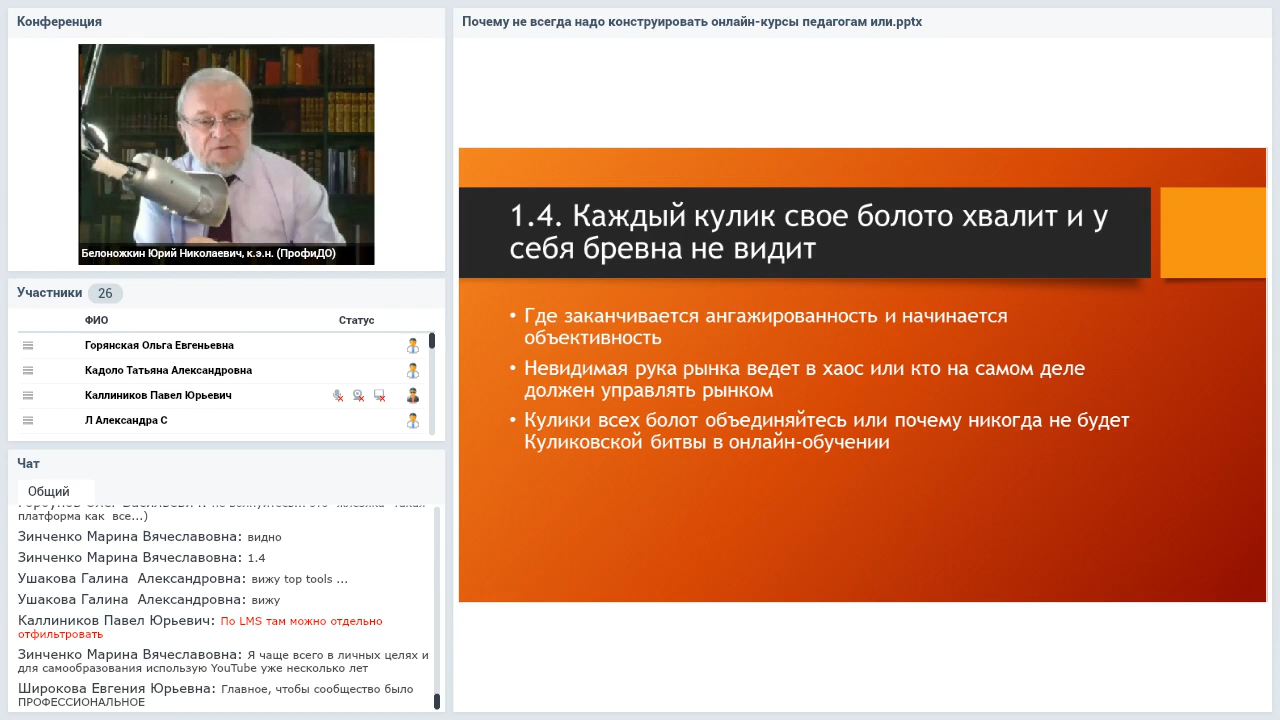 Конференция
Белоножкин Юрий Николаевич, к.э.н. (ПрофиДО)
Участники 26
ФИО Статус
Горянская Ольга Евгеньевна
Кадоло Татьяна Александровна
Каллиников Павел Юрьевич
Л Александра С
Чат
Общий
платформа как все...)
Зинченко Марина Вячеславовна: видно
Зинченко Марина Вячеславовна: 1.4
Ушакова Галина Александровна: вижу top tools ...
Ушакова Галина Александровна: вижу
Каллиников Павел Юрьевич: По LMS там можно отдельно
отфильтровать
Зинченко Марина Вячеславовна: Я чаще всего в личных целях и
для самообразования использую YouTube уже несколько лет
Широкова Евгения Юрьевна: Главное, чтобы сообщество было
ПРОФЕССИОНАЛЬНОЕ
Почему не всегда надо конструировать онлайн-курсы педагогам или.pptx
1.4. Каждый кулик свое болото хвалит и у
себя бревна не видит
• Где заканчивается ангажированность и начинается
объективность
• Невидимая рука рынка ведет в хаос или кто на самом деле
должен управлять рынком
• Кулики всех болот объединяйтесь или почему никогда не будет
Куликовской битвы в онлайн-обучении